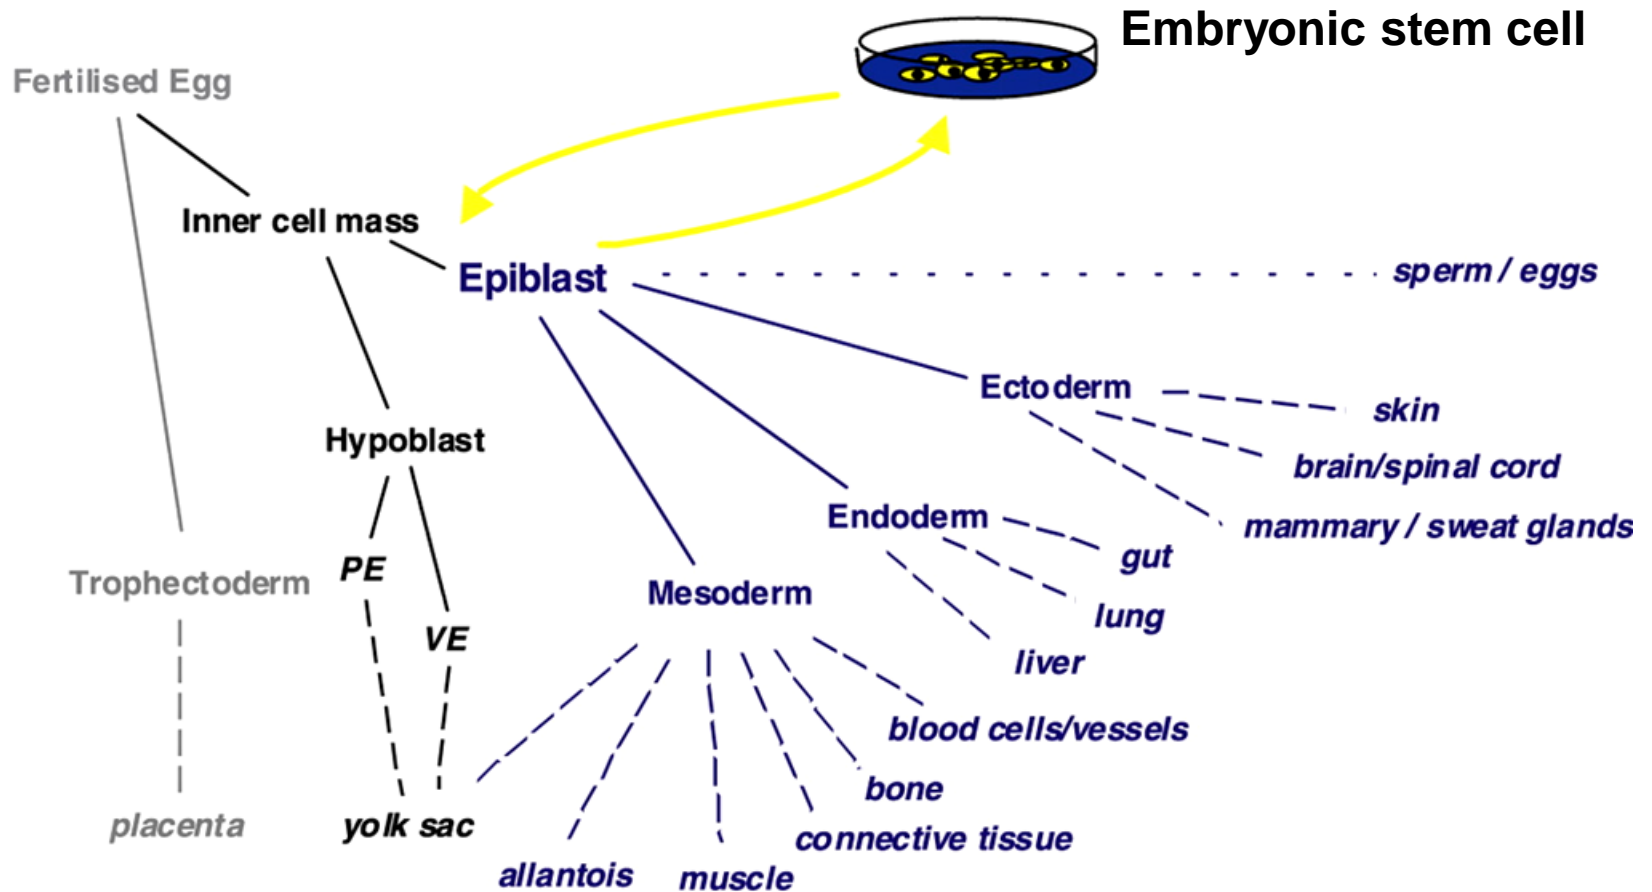 Embryonic stem cell
Fertilised Egg
Inner cell mass
Epiblast
sperm / eggs
Ectoderm
skin
Hypoblast
brain/spinal cord
Endoderm
mammary / sweat glands
gut
PE
Trophectoderm
Mesoderm
lung
VE
liver
blood cells/vessels
bone
placenta
yolk sac
connective tissue
allantois
muscle